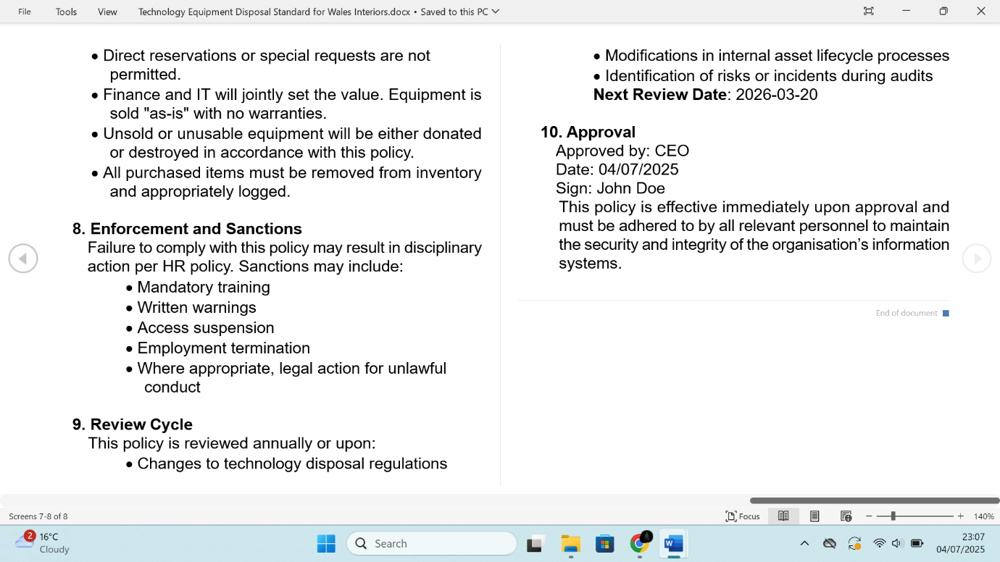 File Tools View Technology Equipment Disposal Standard for Wales Interiors.docx • Saved to this PC
• Direct reservations or special requests are not
permitted.
• Finance and IT will jointly set the value. Equipment is
sold "as-is" with no warranties.
• Unsold or unusable equipment will be either donated
or destroyed in accordance with this policy.
• All purchased items must be removed from inventory
and appropriately logged.
8. Enforcement and Sanctions
Failure to comply with this policy may result in disciplinary
action per HR policy. Sanctions may include:
• Mandatory training
• Written warnings
• Access suspension
• Employment termination
• Where appropriate, legal action for unlawful
conduct
9. Review Cycle
This policy is reviewed annually or upon:
• Changes to technology disposal regulations
• Modifications in internal asset lifecycle processes
• Identification of risks or incidents during audits
Next Review Date: 2026-03-20
10. Approval
Approved by: CEO
Date: 04/07/2025
Sign: John Doe
This policy is effective immediately upon approval and
must be adhered to by all relevant personnel to maintain
the security and integrity of the organisation’s information
systems.
End of document
Screens 7-8 of 8
Focus
140%
2
16°C
Cloudy
Search
23:07
04/07/2025